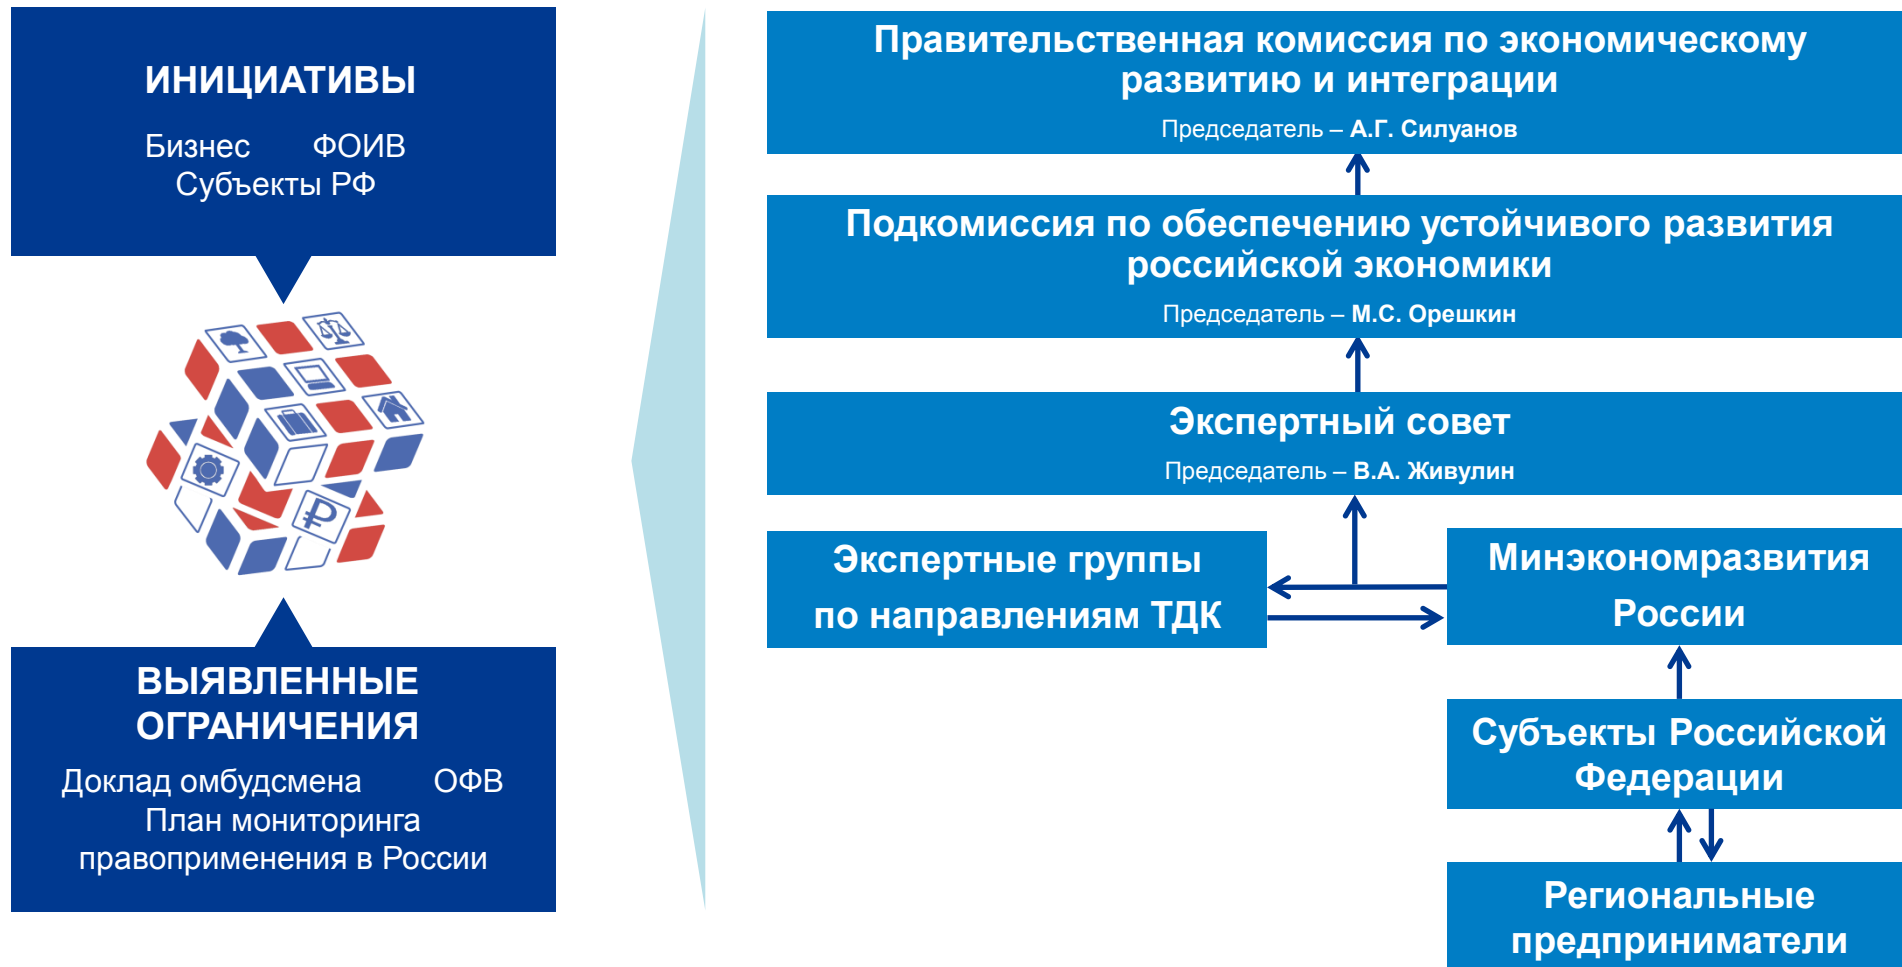 ИНИЦИАТИВЫ
Бизнес ФОИВ
Субъекты РФ
ВЫЯВЛЕННЫЕ
ОГРАНИЧЕНИЯ
Доклад омбудсмена ОФВ
План мониторинга
правоприменения в России
Правительственная комиссия по экономическому
развитию и интеграции
Председатель – А.Г. Силуанов
Подкомиссия по обеспечению устойчивого развития
российской экономики
Председатель – М.С. Орешкин
Экспертный совет
Председатель – В.А. Живулин
Экспертные группы
по направлениям ТДК
Минэкономразвития
России
Субъекты Российской
Федерации
Региональные
предприниматели